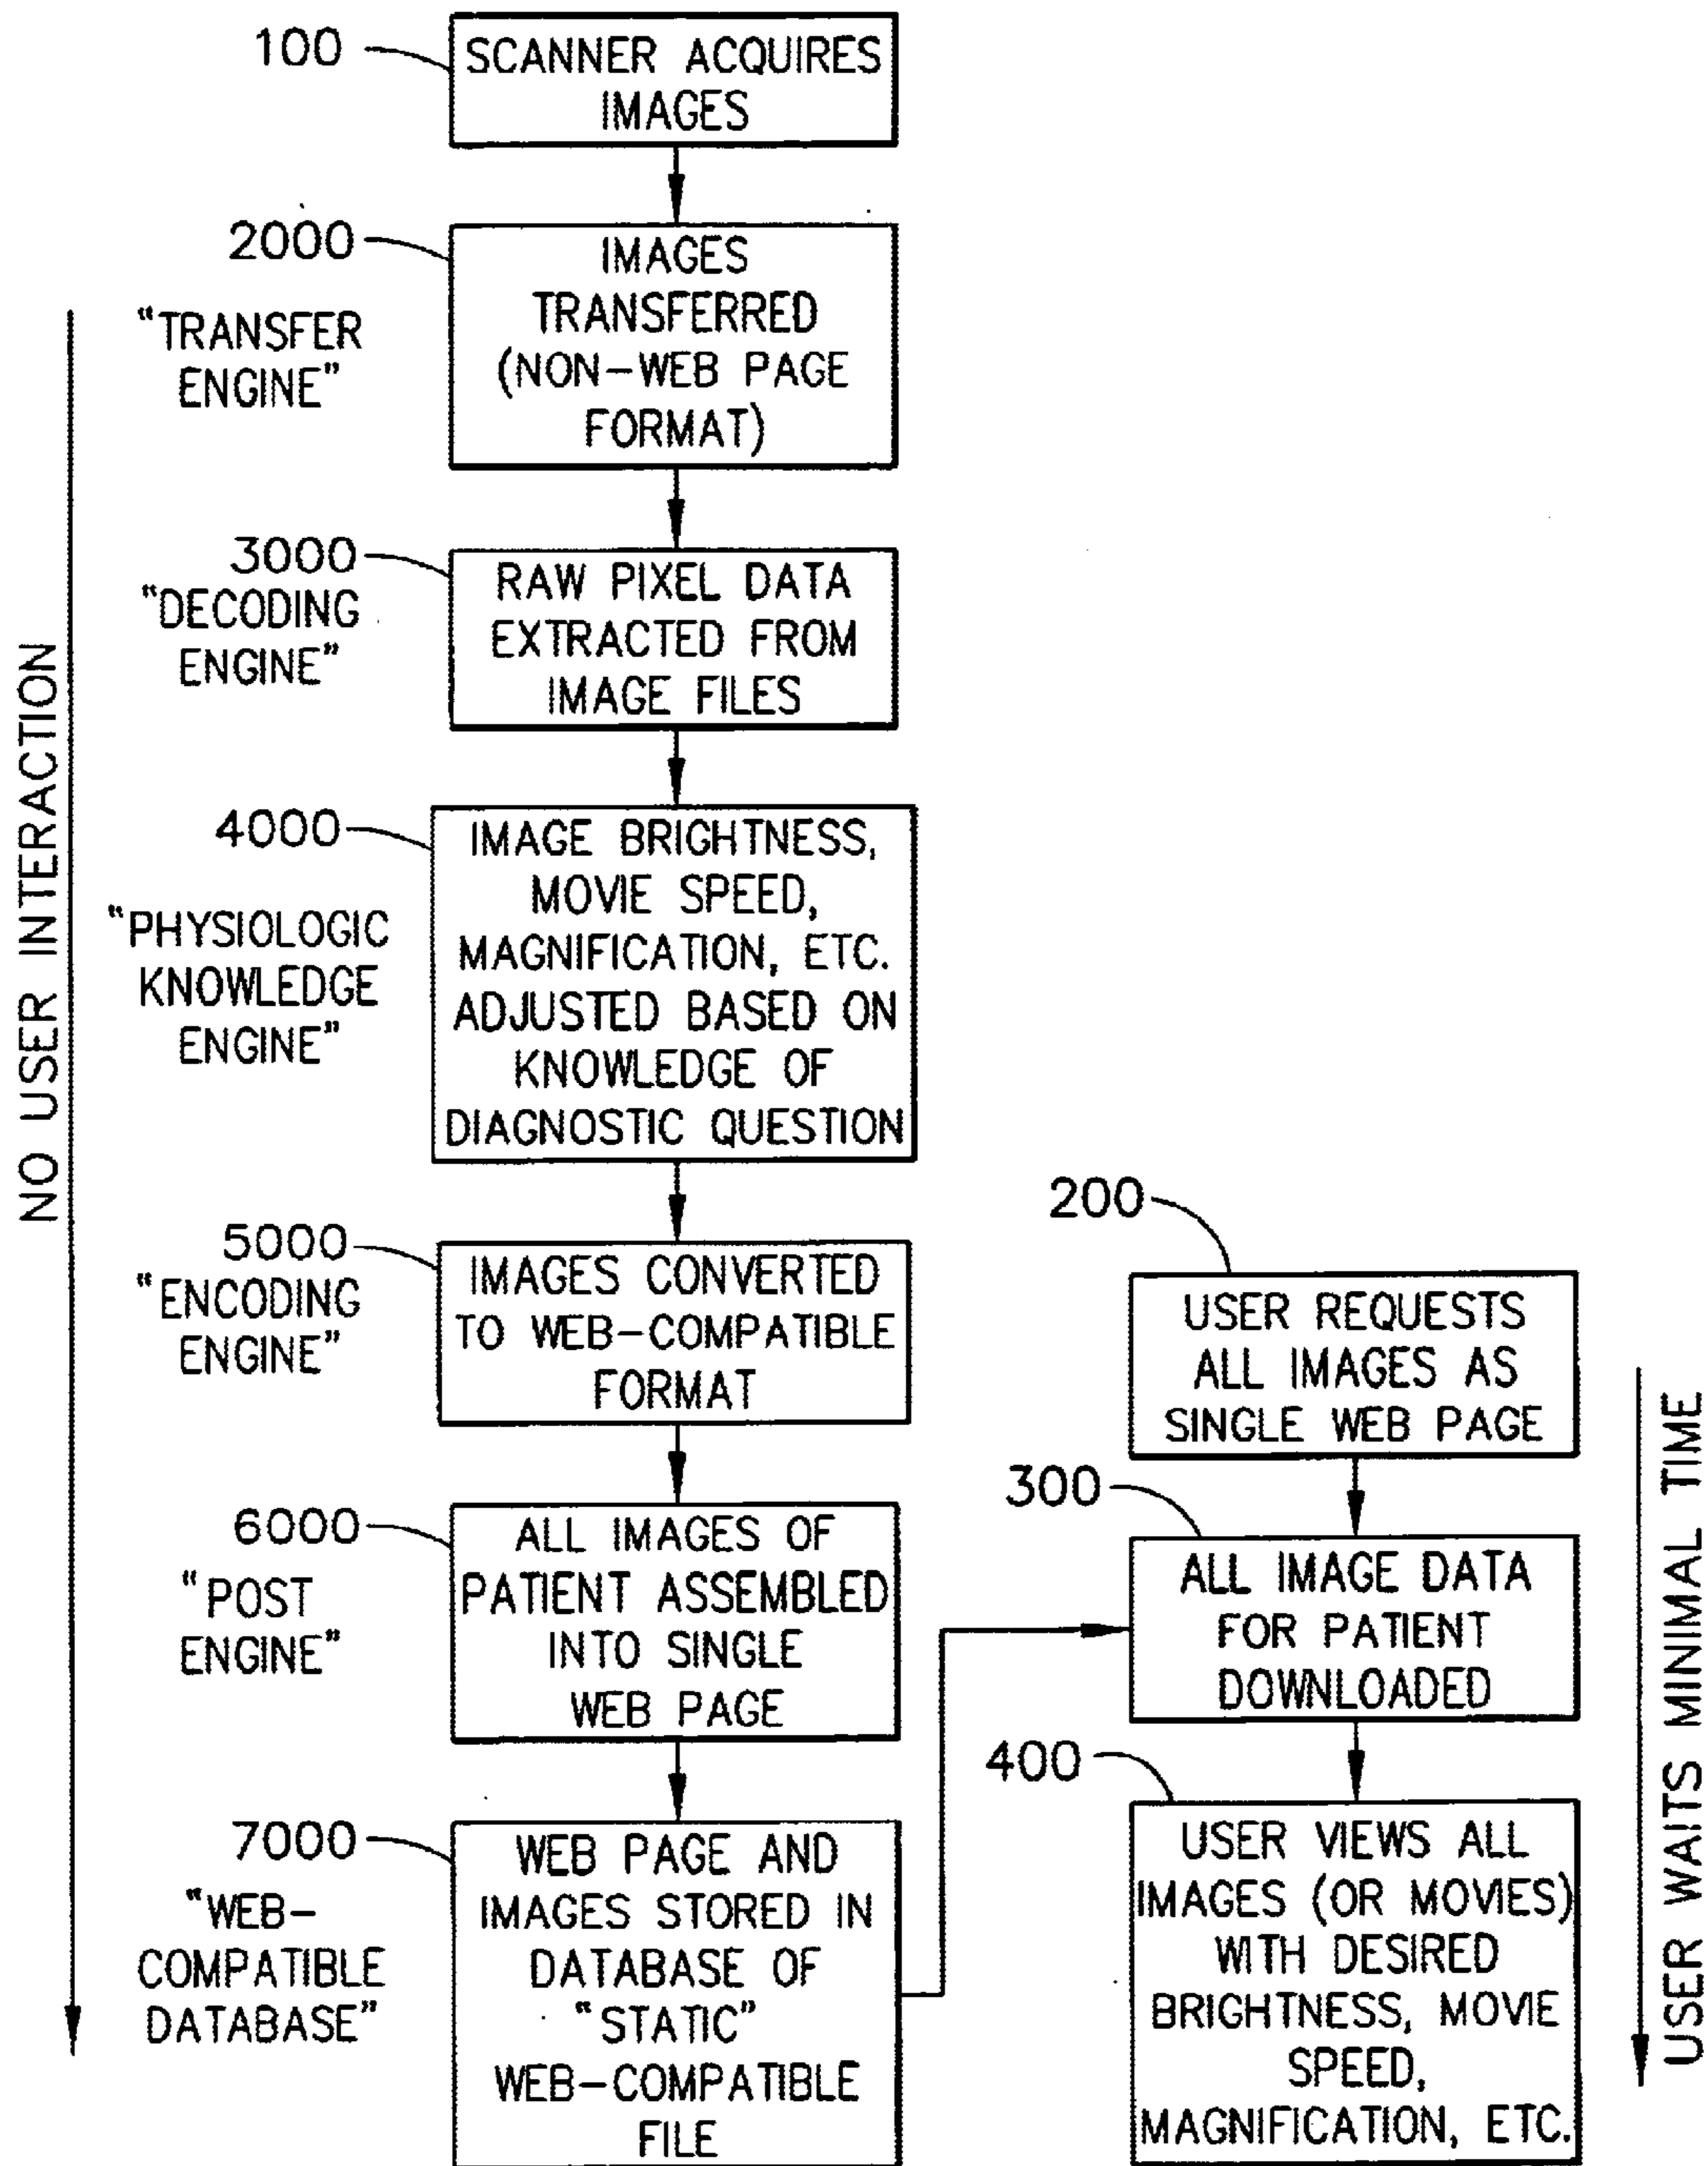 100
SCANNER ACQUIRES
IMAGES
2000
"TRANSFER
ENGINE"
IMAGES
TRANSFERRED
(NON-WEB PAGE
FORMAT)
3000
"DECODING
ENGINE"
RAW PIXEL DATA
EXTRACTED FROM
IMAGE FILES
4000
"PHYSIOLOGIC
KNOWLEDGE
ENGINE"
IMAGE BRIGHTNESS,
MOVIE SPEED,
MAGNIFICATION, ETC.
ADJUSTED BASED ON
KNOWLEDGE OF
DIAGNOSTIC QUESTION
5000
"ENCODING
ENGINE"
IMAGES CONVERTED
TO WEB-COMPATIBLE
FORMAT
6000
"POST
ENGINE"
ALL IMAGES OF
PATIENT ASSEMBLED
INTO SINGLE
WEB PAGE
7000
"WEB-
COMPATIBLE
DATABASE"
WEB PAGE AND
IMAGES STORED IN
DATABASE OF
"STATIC"
WEB-COMPATIBLE
FILE
NO USER INTERACTION
200
USER REQUESTS
ALL IMAGES AS
SINGLE WEB PAGE
300
ALL IMAGE DATA
FOR PATIENT
DOWNLOADED
400
USER VIEWS ALL
IMAGES (OR MOVIES)
WITH DESIRED
BRIGHTNESS, MOVIE
SPEED,
MAGNIFICATION, ETC.
USER WAITS MINIMAL TIME